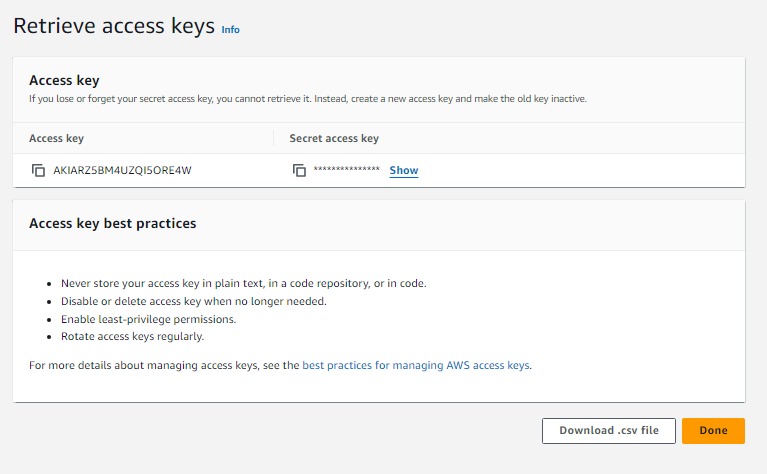 Retrieve access keys Info
Access key
If you lose or forget your secret access key, you cannot retrieve it. Instead, create a new access key and make the old key inactive.
Access key Secret access key
AKIARZ5BM4UZQI5ORE4W *************** Show
Access key best practices
• Never store your access key in plain text, in a code repository, or in code.
• Disable or delete access key when no longer needed.
• Enable least-privilege permissions.
• Rotate access keys regularly.
For more details about managing access keys, see the best practices for managing AWS access keys.
Download .csv file Done